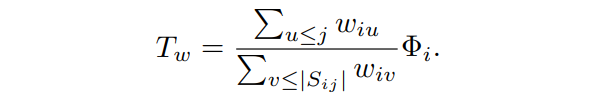 $T_w = \frac{\sum_{u \leq j} w_{iu}}{\sum_{v \leq |S_{ij}|} w_{iv}} \Phi_i.$